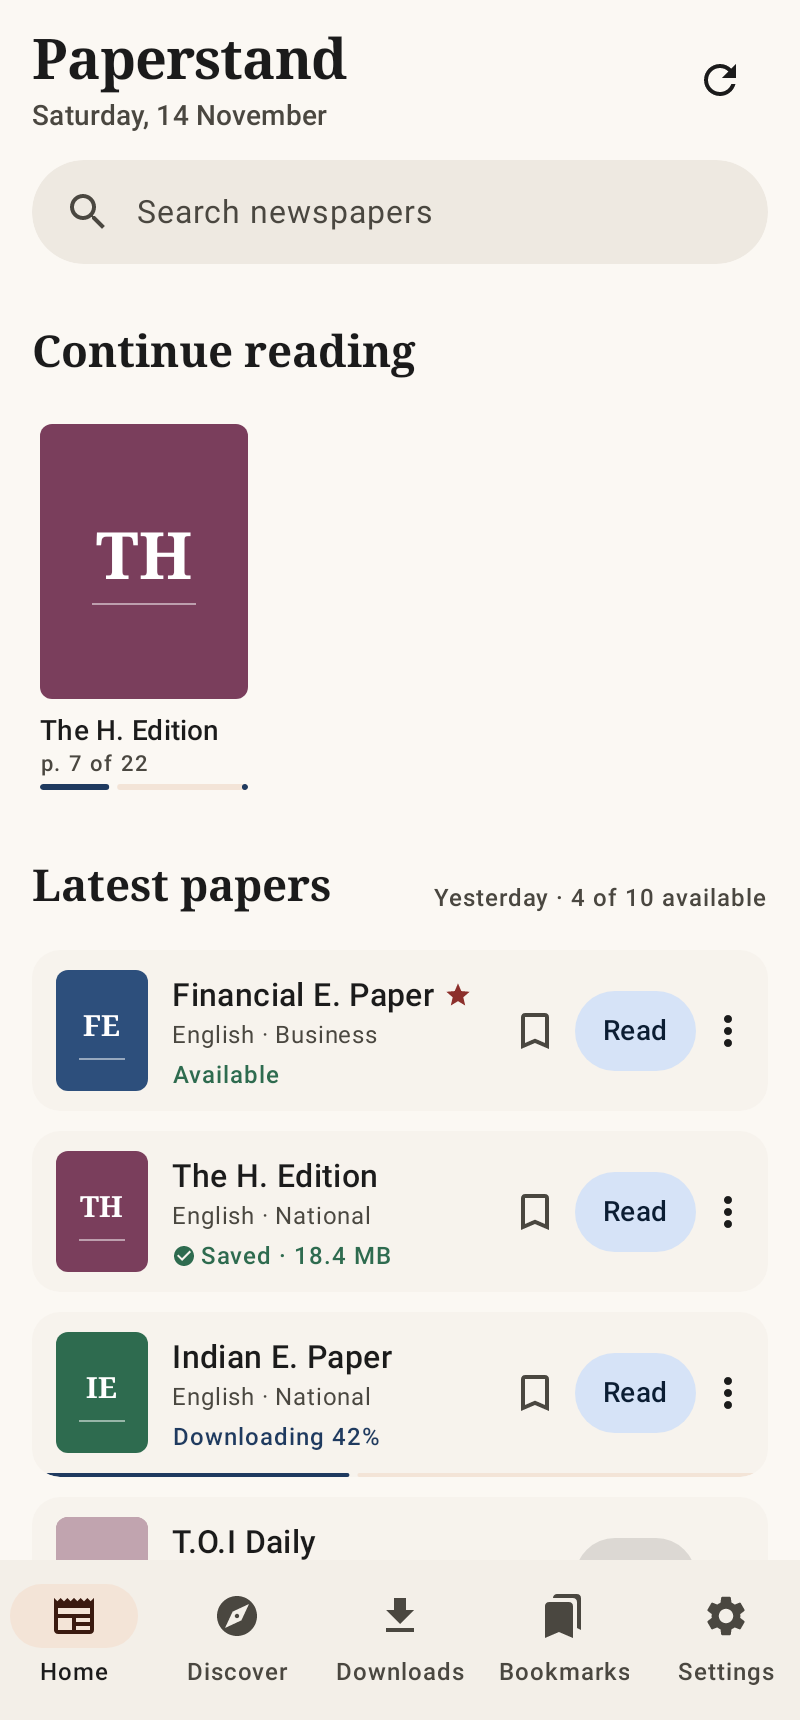 Paperstand
Saturday, 14 November
Search newspapers
Continue reading
TH
The H. Edition
p. 7 of 22
Latest papers
Yesterday · 4 of 10 available
FE
Financial E. Paper
English · Business
Available
Read
TH
The H. Edition
English · National
Saved · 18.4 MB
Read
IE
Indian E. Paper
English · National
Downloading 42%
Read
T.O.I Daily
Home
Discover
Downloads
Bookmarks
Settings